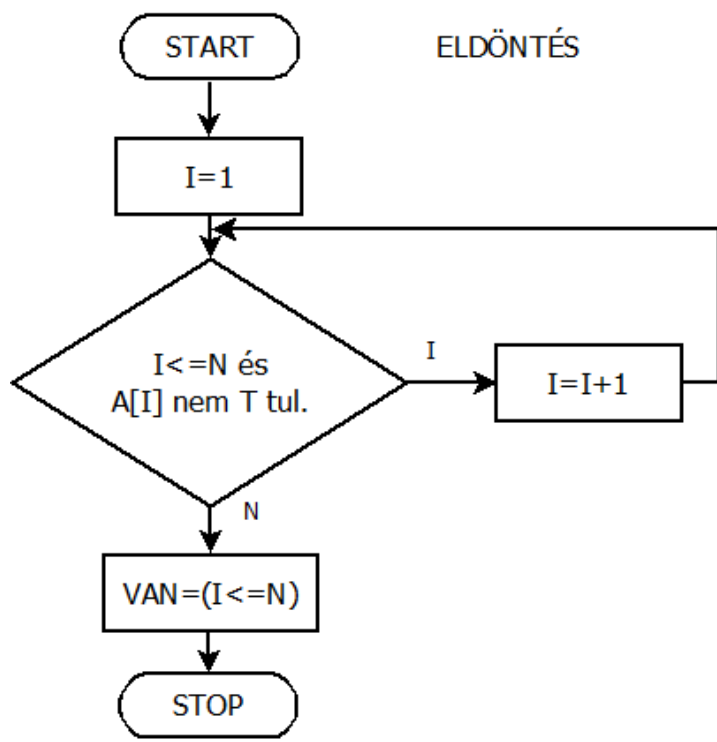 START
ELDÖNTÉS
I=1
I<=N és
A[I] nem T tul.
I
I=I+1
N
VAN=(I<=N)
STOP